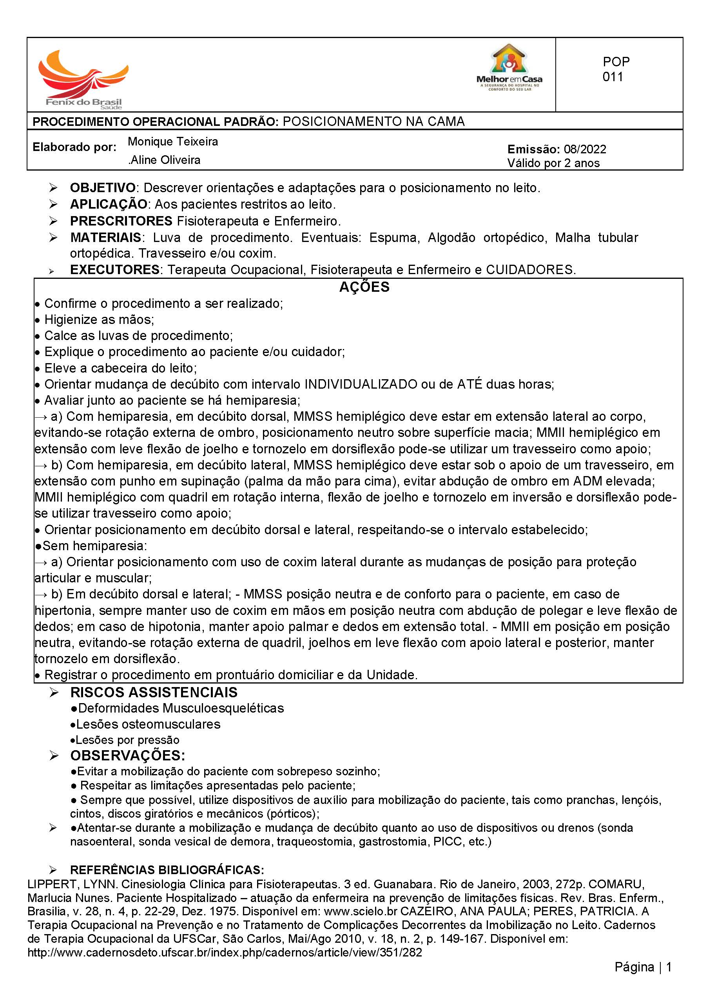 Fenix do Brasil
Saúde
Melhor em Casa
A SEGURANÇA DO HOSPITAL NO
CONFORTO DO SEU LAR
POP
011
PROCEDIMENTO OPERACIONAL PADRÃO: POSICIONAMENTO NA CAMA
Elaborado por:
Monique Teixeira
.Aline Oliveira
Emissão: 08/2022
Válido por 2 anos
➢ OBJETIVO: Descrever orientações e adaptações para o posicionamento no leito.
➢ APLICAÇÃO: Aos pacientes restritos ao leito.
➢ PRESCRITORES Fisioterapeuta e Enfermeiro.
➢ MATERIAIS: Luva de procedimento. Eventuais: Espuma, Algodão ortopédico, Malha tubular
ortopédica. Travesseiro e/ou coxim.
➢ EXECUTORES: Terapeuta Ocupacional, Fisioterapeuta e Enfermeiro e CUIDADORES.
AÇÕES
• Confirme o procedimento a ser realizado;
• Higienize as mãos;
• Calce as luvas de procedimento;
• Explique o procedimento ao paciente e/ou cuidador;
• Eleve a cabeceira do leito;
• Orientar mudança de decúbito com intervalo INDIVIDUALIZADO ou de ATÉ duas horas;
• Avaliar junto ao paciente se há hemiparesia;
→ a) Com hemiparesia, em decúbito dorsal, MMSS hemiplégico deve estar em extensão lateral ao corpo,
evitando-se rotação externa de ombro, posicionamento neutro sobre superfície macia; MMII hemiplégico em
extensão com leve flexão de joelho e tornozelo em dorsiflexão pode-se utilizar um travesseiro como apoio;
→ b) Com hemiparesia, em decúbito lateral, MMSS hemiplégico deve estar sob o apoio de um travesseiro, em
extensão com punho em supinação (palma da mão para cima), evitar abdução de ombro em ADM elevada;
MMII hemiplégico com quadril em rotação interna, flexão de joelho e tornozelo em inversão e dorsiflexão pode-
se utilizar travesseiro como apoio;
• Orientar posicionamento em decúbito dorsal e lateral, respeitando-se o intervalo estabelecido;
●Sem hemiparesia:
→ a) Orientar posicionamento com uso de coxim lateral durante as mudanças de posição para proteção
articular e muscular;
→ b) Em decúbito dorsal e lateral; - MMSS posição neutra e de conforto para o paciente, em caso de
hipertonia, sempre manter uso de coxim em mãos em posição neutra com abdução de polegar e leve flexão de
dedos; em caso de hipotonia, manter apoio palmar e dedos em extensão total. - MMII em posição em posição
neutra, evitando-se rotação externa de quadril, joelhos em leve flexão com apoio lateral e posterior, manter
tornozelo em dorsiflexão.
• Registrar o procedimento em prontuário domiciliar e da Unidade.
➢ RISCOS ASSISTENCIAIS
●Deformidades Musculoesqueléticas
•Lesões osteomusculares
•Lesões por pressão
➢ OBSERVAÇÕES:
●Evitar a mobilização do paciente com sobrepeso sozinho;
● Respeitar as limitações apresentadas pelo paciente;
● Sempre que possível, utilize dispositivos de auxílio para mobilização do paciente, tais como pranchas, lençóis,
cintos, discos giratórios e mecânicos (pórticos);
➢ ●Atentar-se durante a mobilização e mudança de decúbito quanto ao uso de dispositivos ou drenos (sonda
nasoenteral, sonda vesical de demora, traqueostomia, gastrostomia, PICC, etc.)
➢ REFERÊNCIAS BIBLIOGRÁFICAS:
LIPPERT, LYNN. Cinesiologia Clínica para Fisioterapeutas. 3 ed. Guanabara. Rio de Janeiro, 2003, 272p. COMARU,
Marlucia Nunes. Paciente Hospitalizado – atuação da enfermeira na prevenção de limitações físicas. Rev. Bras. Enferm.,
Brasilia, v. 28, n. 4, p. 22-29, Dez. 1975. Disponível em: www.scielo.br CAZEIRO, ANA PAULA; PERES, PATRICIA. A
Terapia Ocupacional na Prevenção e no Tratamento de Complicações Decorrentes da Imobilização no Leito. Cadernos
de Terapia Ocupacional da UFSCar, São Carlos, Mai/Ago 2010, v. 18, n. 2, p. 149-167. Disponível em:
http://www.cadernosdeto.ufscar.br/index.php/cadernos/article/view/351/282
Página | 1